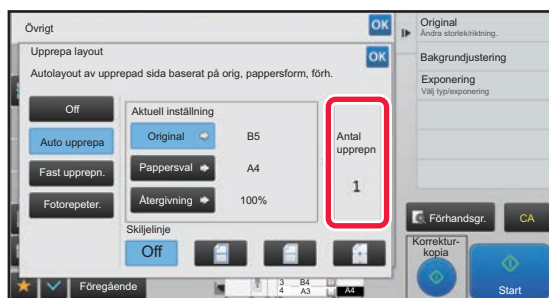 Övrigt
OK
Upprepa layout
OK
Autolayout av upprepad sida baserat på orig, pappersform, förh.
Off
Auto upprepa
Fast upprepn.
Fotorepeter.
Aktuell inställning
Original
B5
Pappersval
A4
Återgivning
100%
Antal
upprepn
1
Skiljelinje
Off
Föregående
3 B4
4 A3
A4
Original
Ändra storlek/riktning.
Bakgrundjustering
Exponering
Välj typ/exponering
Förhandsgr.
CA
Korrektur-
kopia
Start